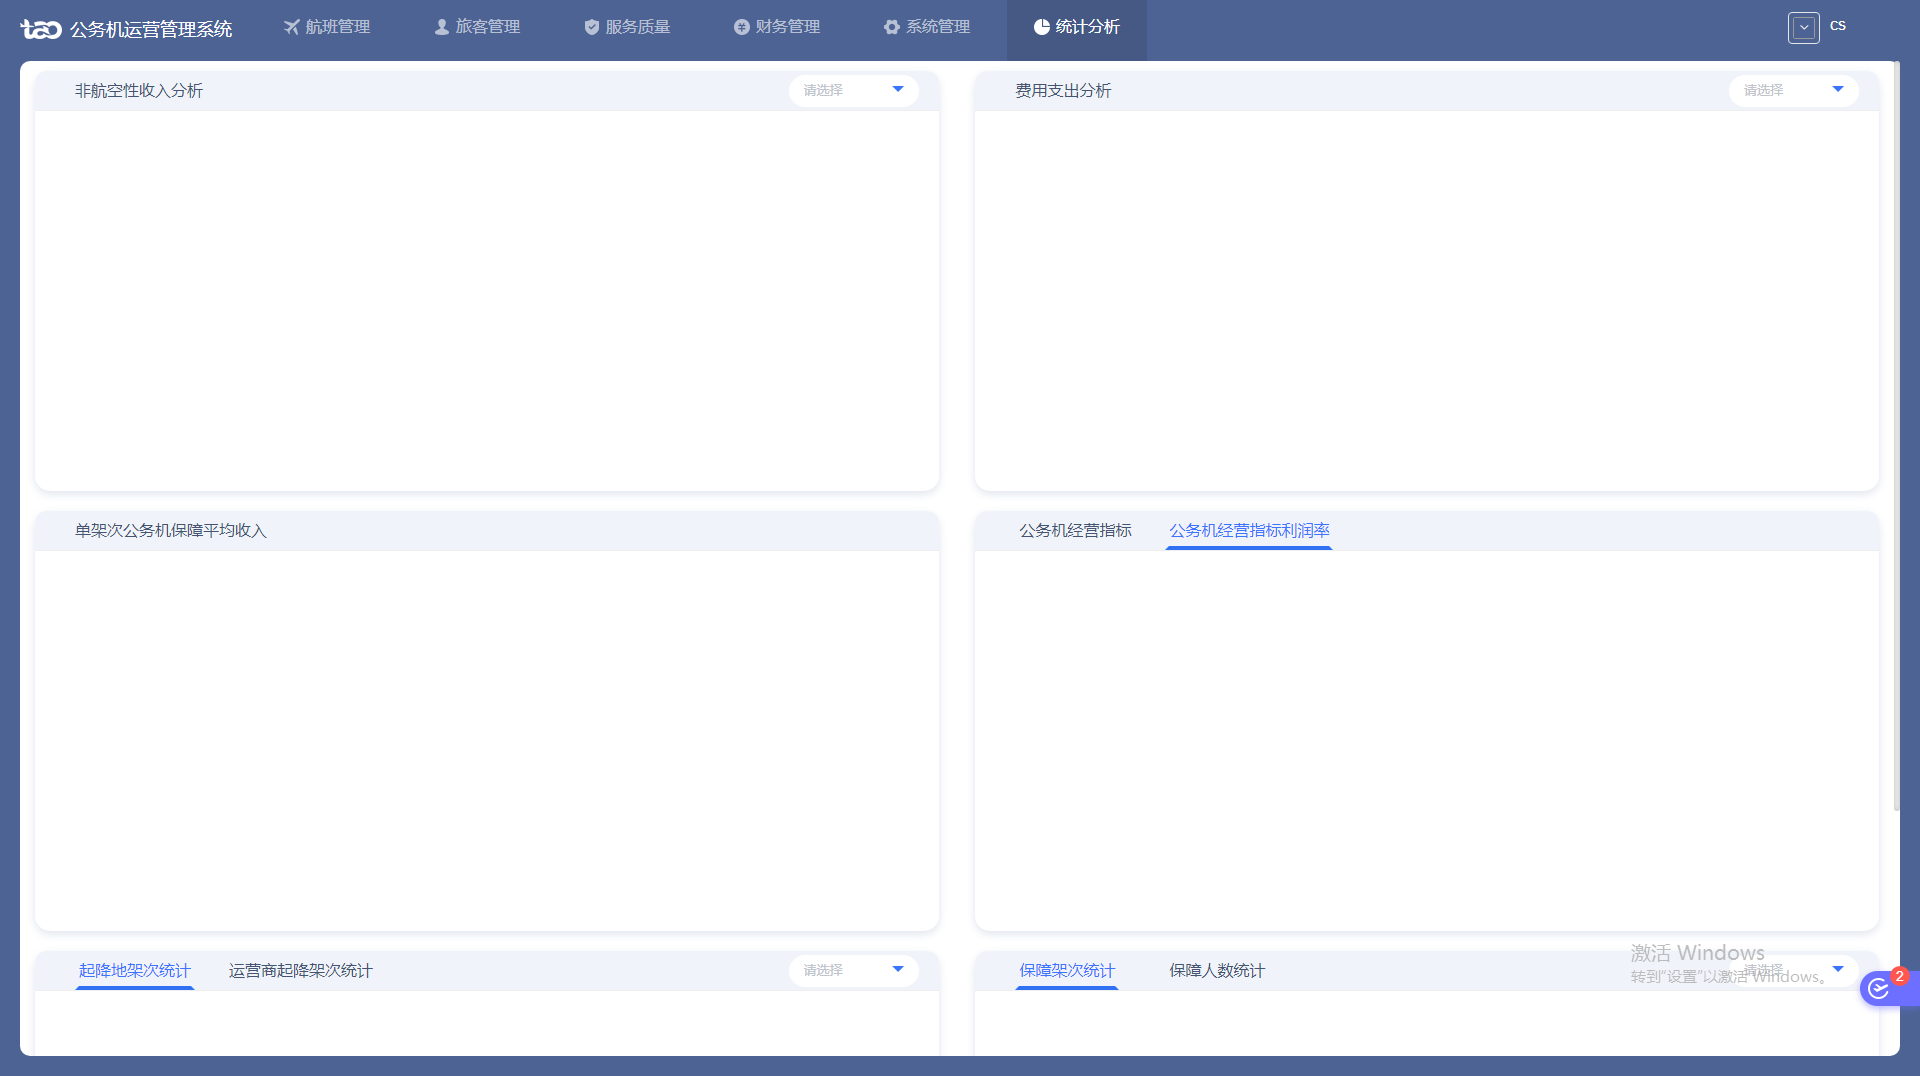 tao 公务机运营管理系统
航班管理
旅客管理
服务质量
财务管理
系统管理
统计分析
cs
非航空性收入分析
请选择
费用支出分析
请选择
单架次公务机保障平均收入
公务机经营指标
公务机经营指标利润率
起降地架次统计
运营商起降架次统计
请选择
保障架次统计
保障人数统计
请选择
激活 Windows
转到“设置”以激活 Windows。
2